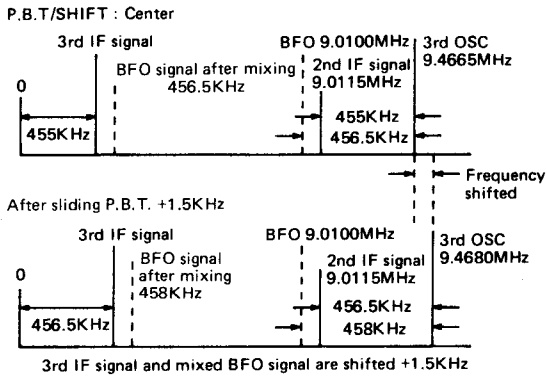 P.B.T/SHIFT : Center
3rd IF signal
BFO 9.0100MHz
3rd OSC
9.4665MHz
BFO signal after mixing
456.5KHz
2nd IF signal
9.0115MHz
0
455KHz
455KHz
456.5KHz
Frequency
shifted
After sliding P.B.T. +1.5KHz
3rd IF signal
BFO 9.0100MHz
3rd OSC
9.4680MHz
BFO signal
after mixing
458KHz
2nd IF signal
9.0115MHz
0
456.5KHz
456.5KHz
458KHz
3rd IF signal and mixed BFO signal are shifted +1.5KHz